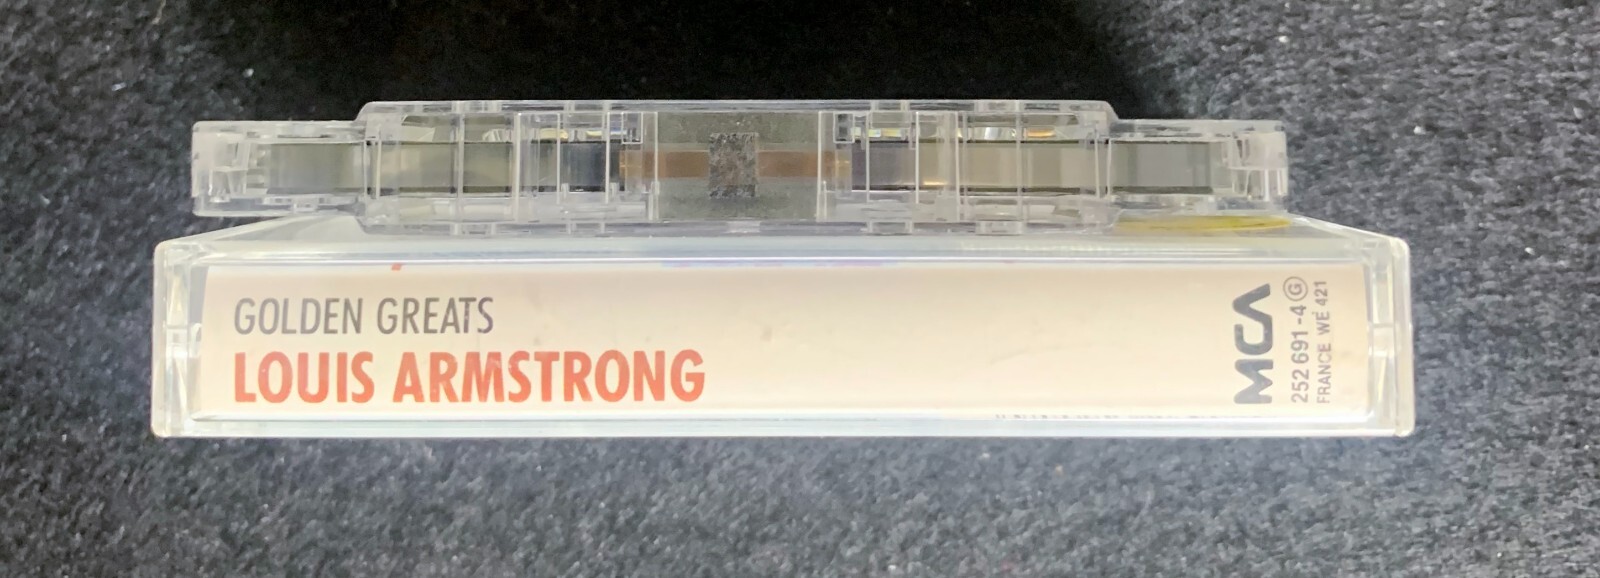 GOLDEN GREATS
LOUIS ARMSTRONG
MCA
252 691-4 Ⓖ
FRANCE WE 421